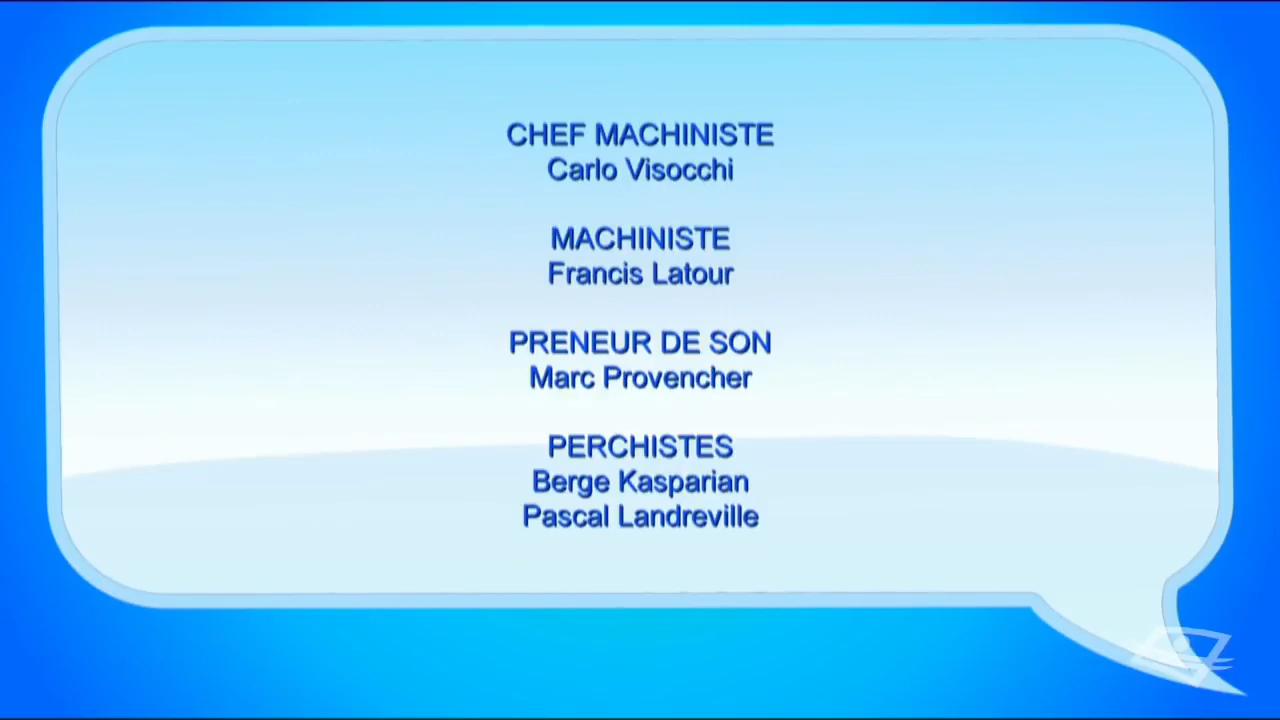 CHEF MACHINISTE
Carlo Visocchi
MACHINISTE
Francis Latour
PRENEUR DE SON
Marc Provencher
PERCHISTES
Berge Kasparian
Pascal Landreville